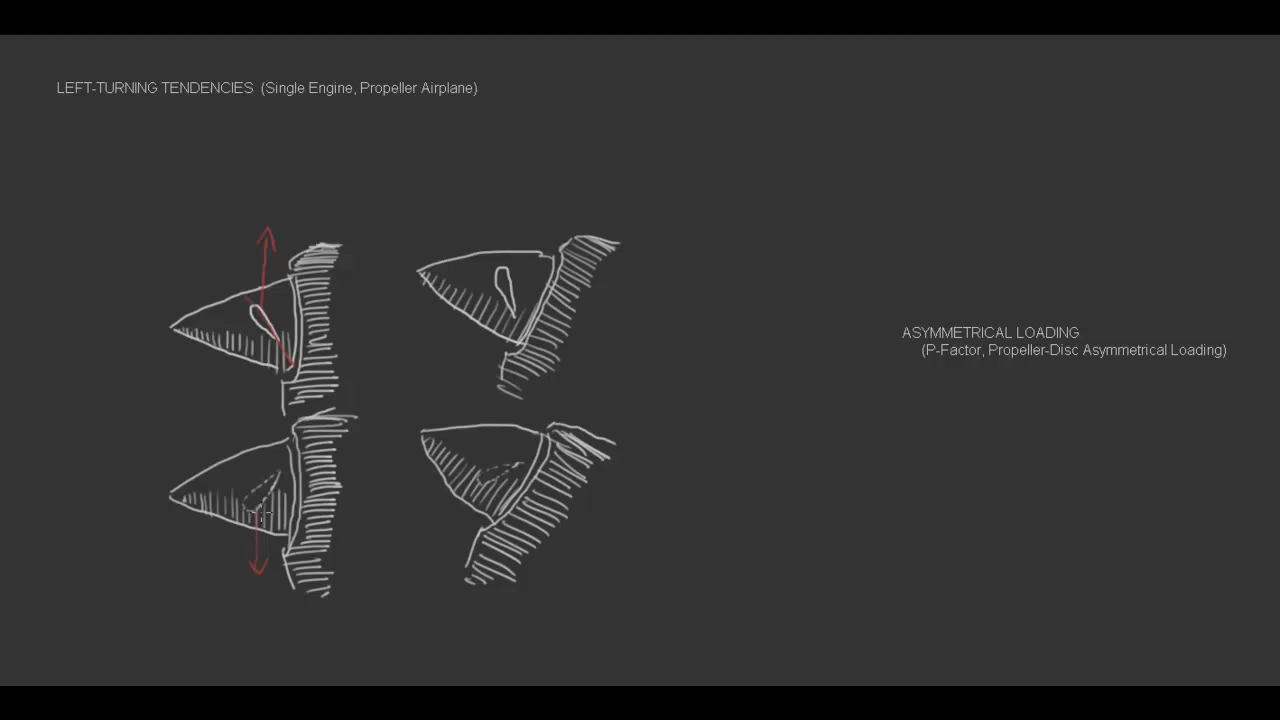 LEFT-TURNING TENDENCIES (Single Engine, Propeller Airplane)
ASYMMETRICAL LOADING
(P-Factor, Propeller-Disc Asymmetrical Loading)